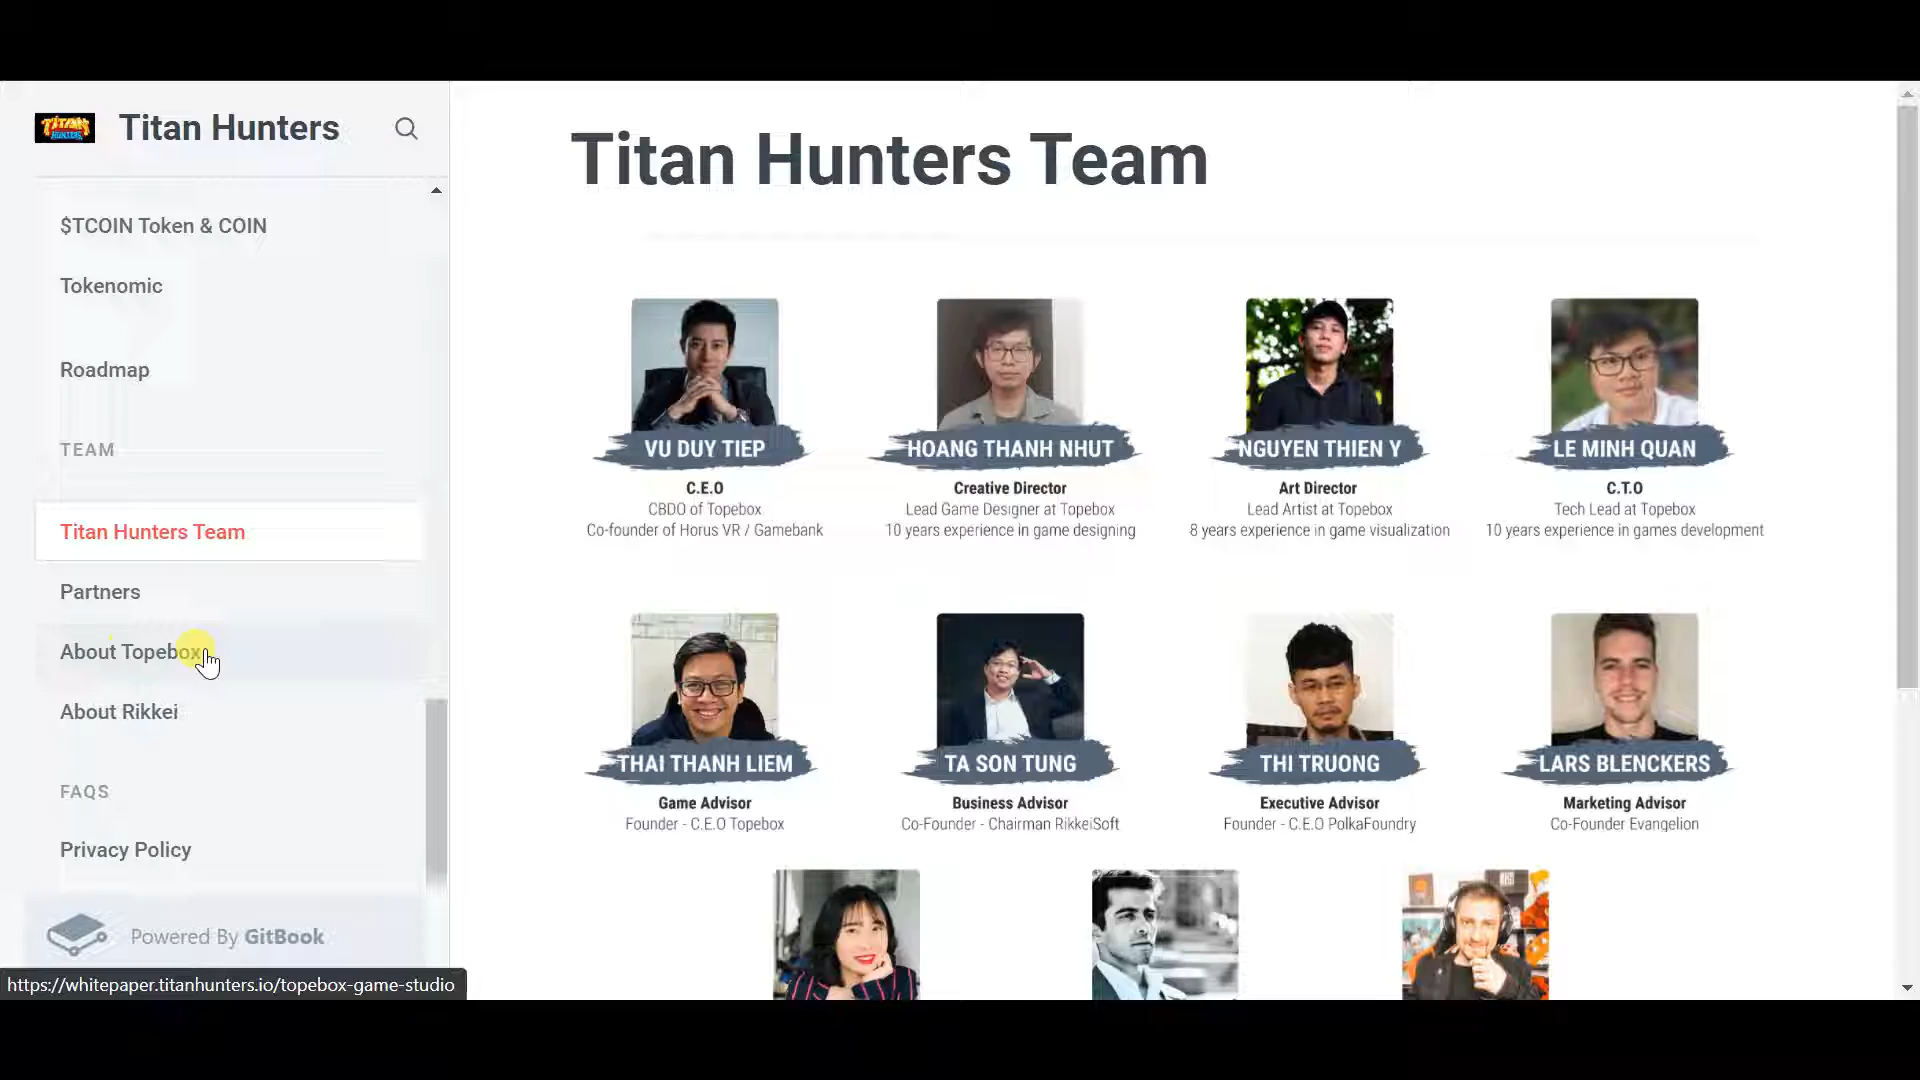 TITAN HUNTERS
Titan Hunters
$TCOIN Token & COIN
Tokenomic
Roadmap
TEAM
Titan Hunters Team
Partners
About Topebox
About Rikkei
FAQS
Privacy Policy
Powered By GitBook
https://whitepaper.titanhunters.io/topebox-game-studio
Titan Hunters Team
VU DUY TIEP
C.E.O
CBDO of Topebox
Co-founder of Horus VR / Gamebank
HOANG THANH NHUT
Creative Director
Lead Game Designer at Topebox
10 years experience in game designing
NGUYEN THIEN Y
Art Director
Lead Artist at Topebox
8 years experience in game visualization
LE MINH QUAN
C.T.O
Tech Lead at Topebox
10 years experience in games development
THAI THANH LIEM
Game Advisor
Founder - C.E.O Topebox
TA SON TUNG
Business Advisor
Co-Founder - Chairman RikkeiSoft
THI TRUONG
Executive Advisor
Founder - C.E.O PolkaFoundry
LARS BLENCKERS
Marketing Advisor
Co-Founder Evangelion